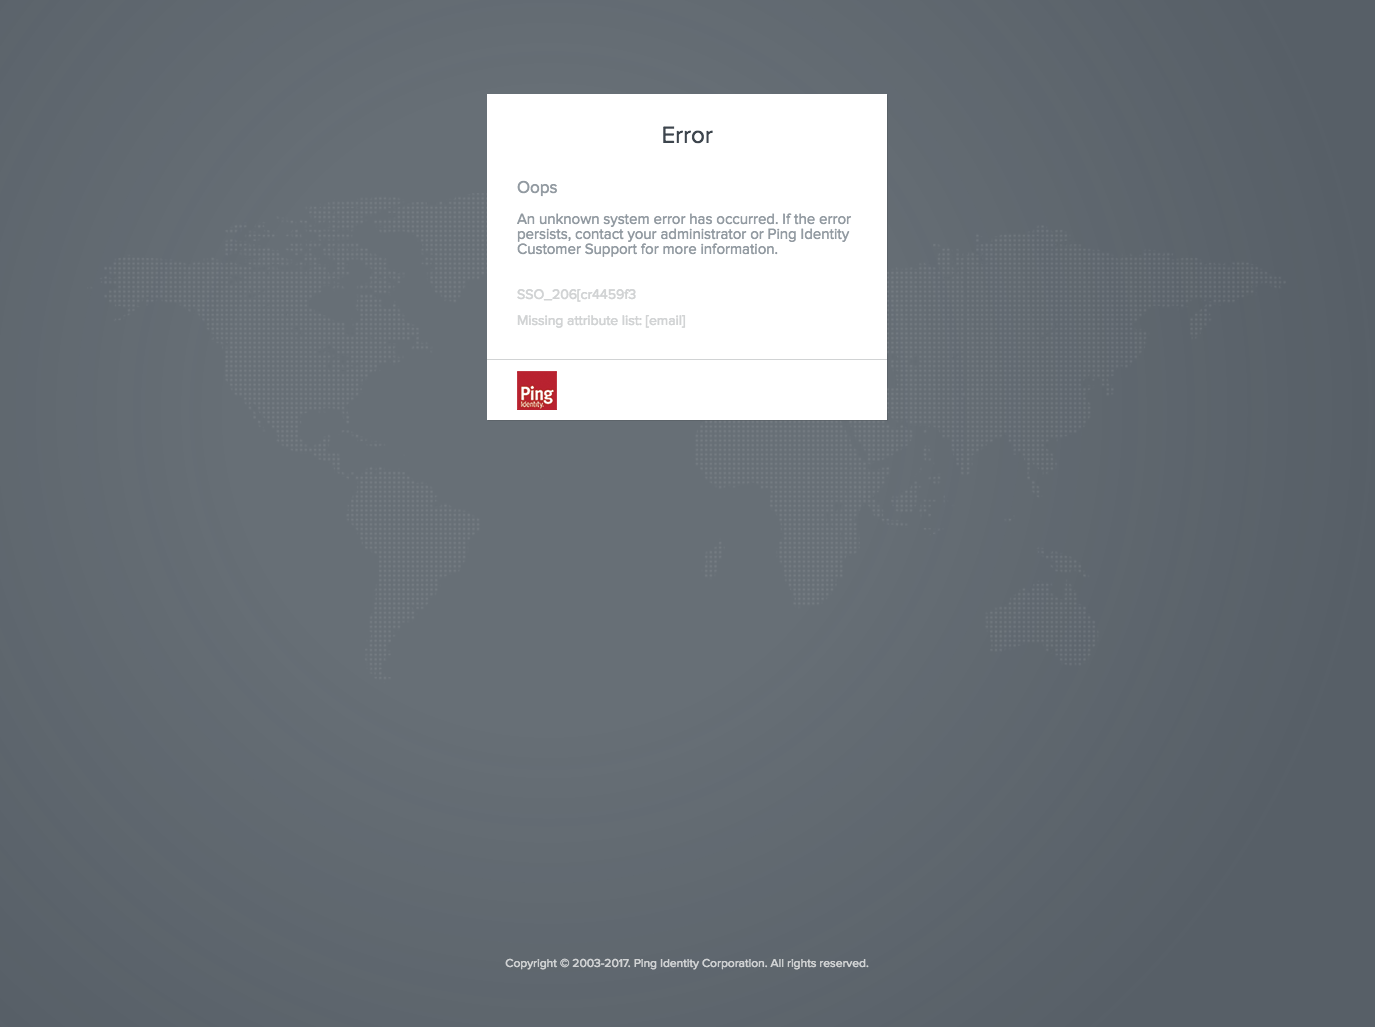 Error
Oops
An unknown system error has occurred. If the error
persists, contact your administrator or Ping Identity
Customer Support for more information.
SSO_206[cr4459f3
Missing attribute list: [email]
Ping
Identity.
Copyright © 2003-2017. Ping Identity Corporation. All rights reserved.